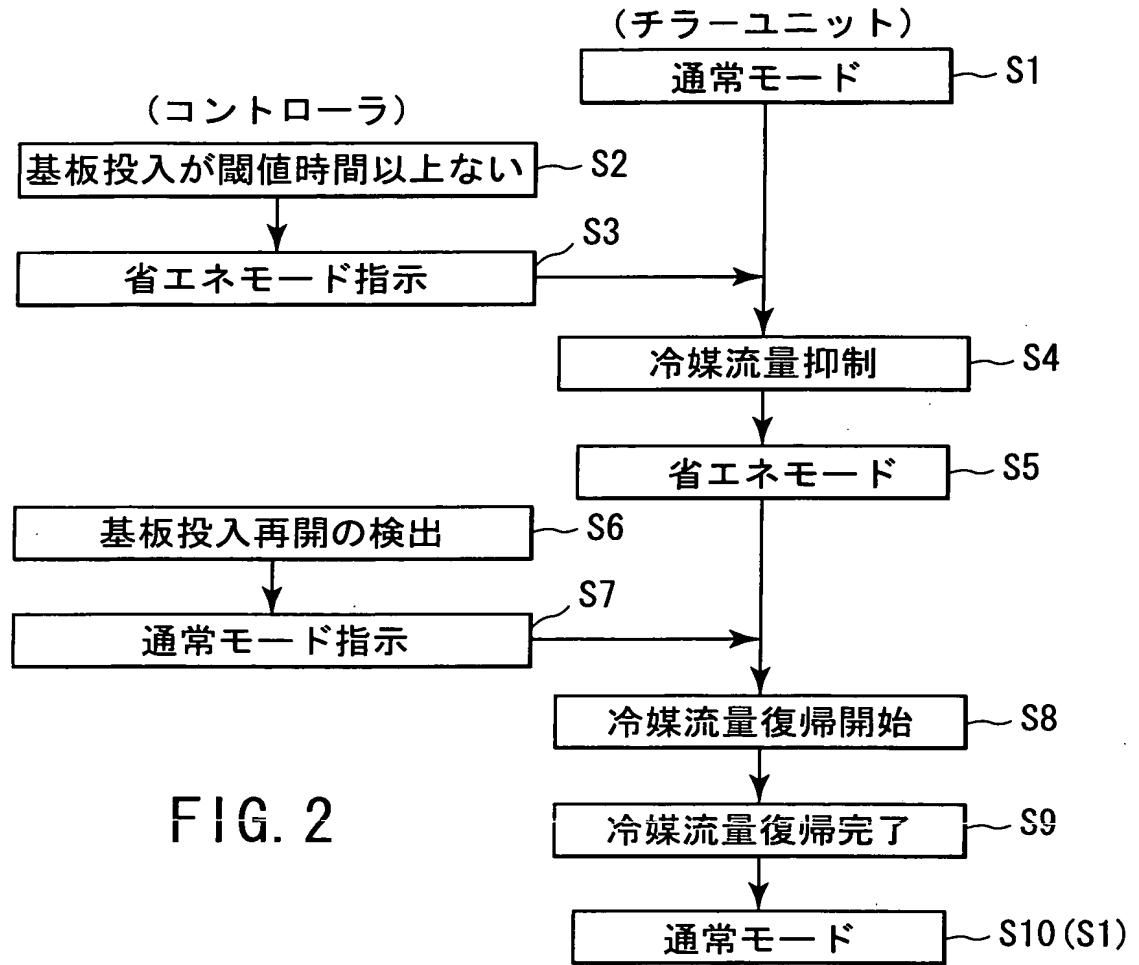 (チラーユニット)
通常モード
S1
(コントローラ)
基板投入が閾値時間以上ない
S2
省エネモード指示
S3
冷媒流量抑制
S4
省エネモード
S5
基板投入再開の検出
S6
通常モード指示
S7
冷媒流量復帰開始
S8
冷媒流量復帰完了
S9
通常モード
S10(S1)
FIG. 2